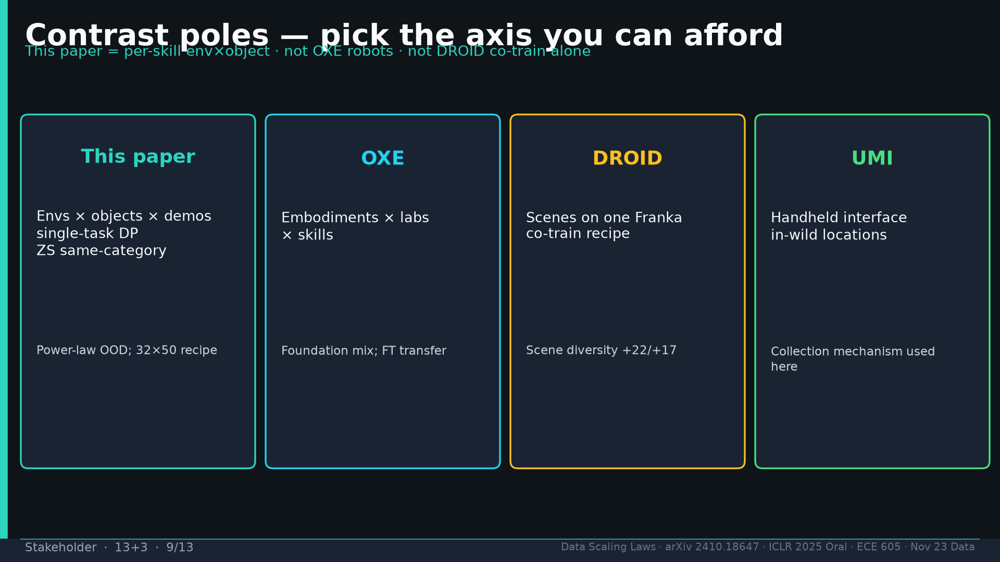 Contrast poles — pick the axis you can afford
This paper = per-skill env×object · not OXE robots · not DROID co-train alone
This paper
Envs × objects × demos
single-task DP
ZS same-category
Power-law OOD; 32×50 recipe
OXE
Embodiments × labs
× skills
Foundation mix; FT transfer
DROID
Scenes on one Franka
co-train recipe
Scene diversity +22/+17
UMI
Handheld interface
in-wild locations
Collection mechanism used
here
Stakeholder · 13+3 · 9/13
Data Scaling Laws · arXiv 2410.18647 · ICLR 2025 Oral · ECE 605 · Nov 23 Data